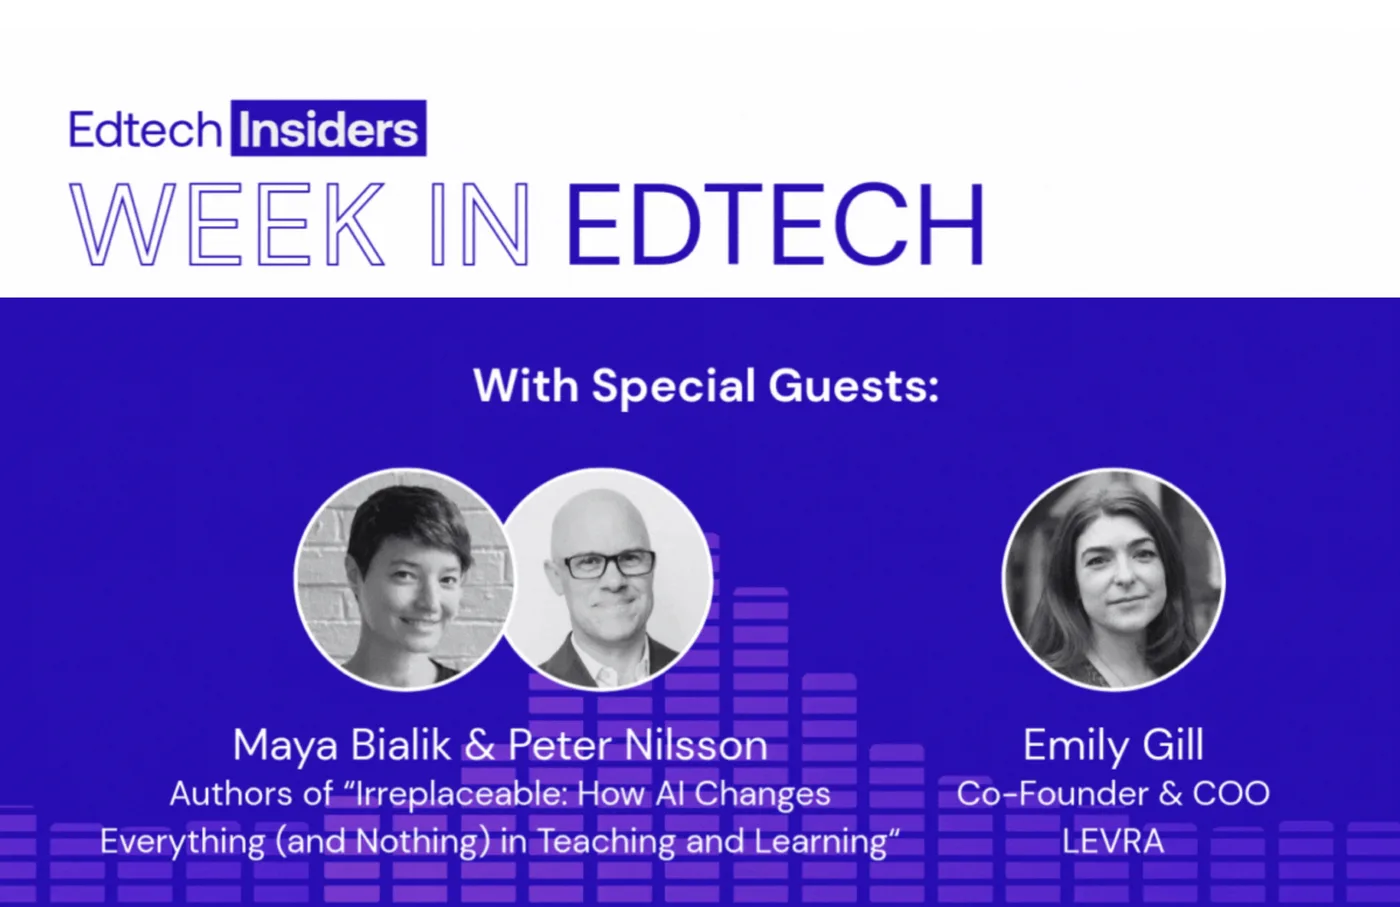 Edtech Insiders
WEEK IN EDTECH
With Special Guests:
Maya Bialik & Peter Nilsson
Authors of “Irreplaceable: How AI Changes
Everything (and Nothing) in Teaching and Learning“
Emily Gill
Co-Founder & COO
LEVRA